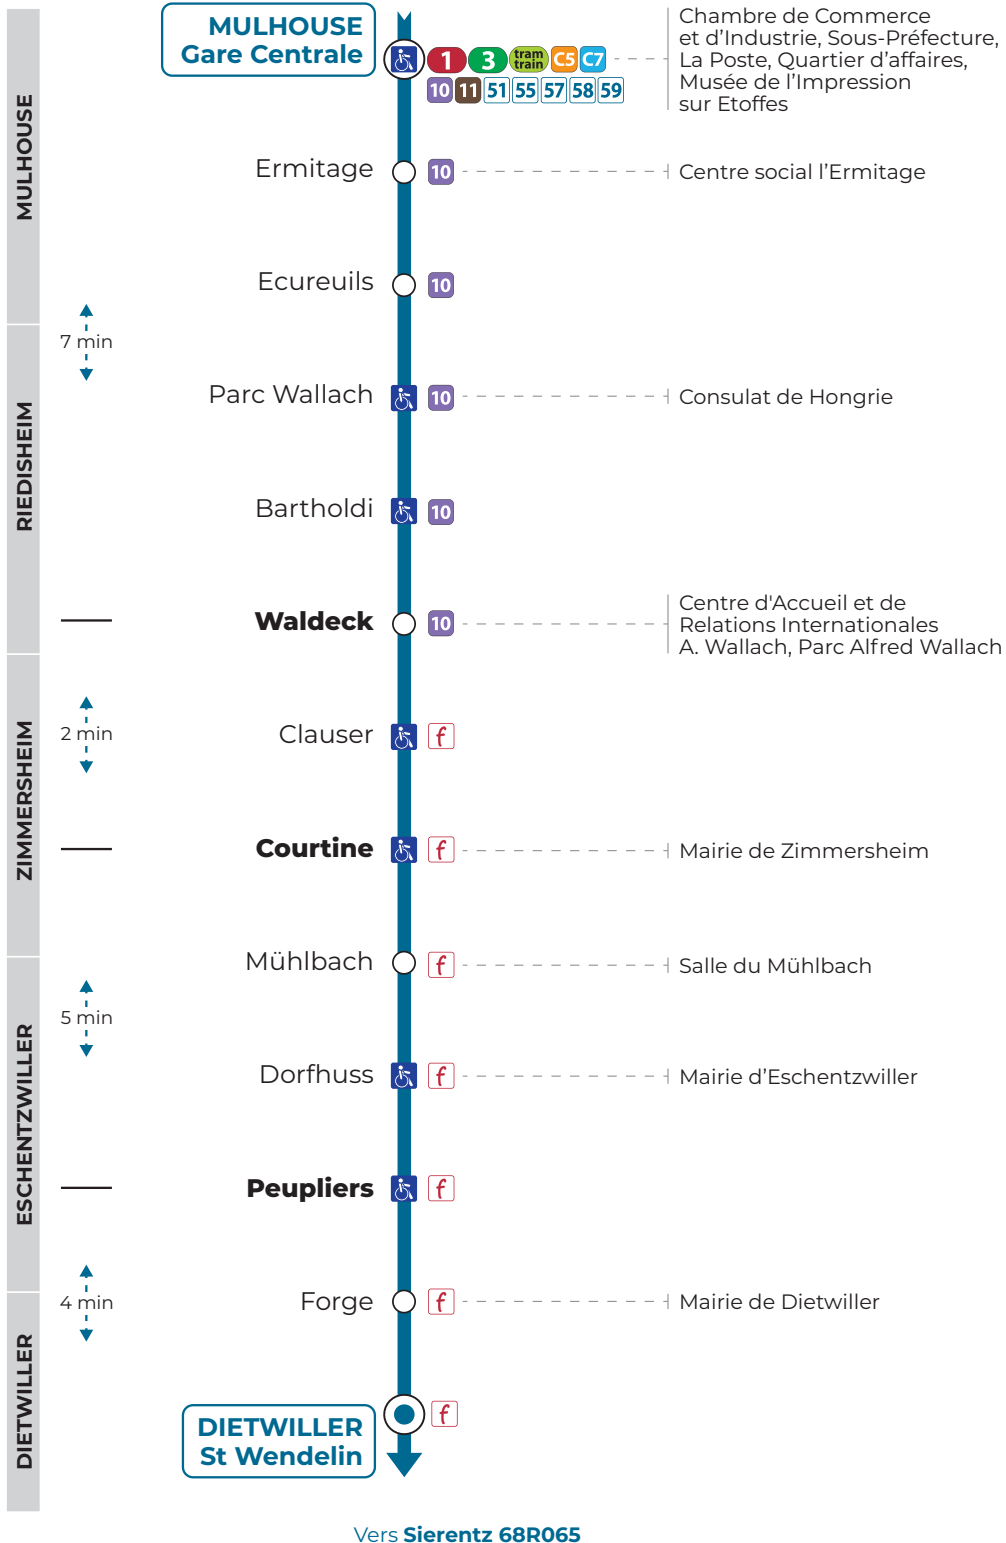 MULHOUSE
Gare Centrale
1 3 tram train C5 C7
10 11 51 55 57 58 59
Chambre de Commerce
et d'Industrie, Sous-Préfecture,
La Poste, Quartier d'affaires,
Musée de l'Impression
sur Etoffes
MULHOUSE
Ermitage
10
Centre social l'Ermitage
Ecureuils
10
7 min
RIEDISHEIM
Parc Wallach
10
Consulat de Hongrie
Bartholdi
10
Waldeck
10
Centre d'Accueil et de
Relations Internationales
A. Wallach, Parc Alfred Wallach
ZIMMERSHEIM
2 min
Clauser
f
Courtine
f
Mairie de Zimmersheim
Mühlbach
f
Salle du Mühlbach
ESCHENTZWILLER
5 min
Dorfhuss
f
Mairie d'Eschentzwiller
Peupliers
f
4 min
Forge
f
Mairie de Dietwiller
DIETWILLER
f
DIETWILLER
St Wendelin
Vers Sierentz 68R065